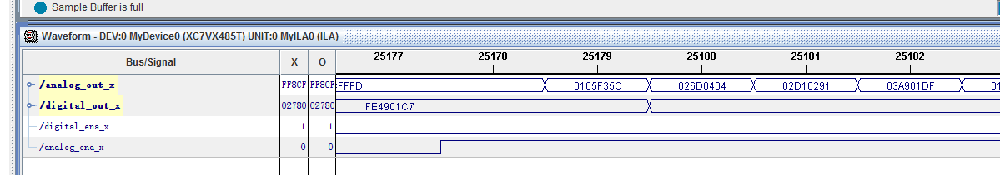 Sample Buffer is full
Waveform - DEV:0 MyDevice0 (XC7VX485T) UNIT:0 MyILA0 (ILA)
Bus/Signal X O 25177 25178 25179 25180 25181 25182
/analog_out_x FF8CF FF8CF FFFD 0105F35C 026D0404 02D10291 03A901DF 01
/digital_out_x 02780 02780 FE4901C7
/digital_ena_x 1 1
/analog_ena_x 0 0